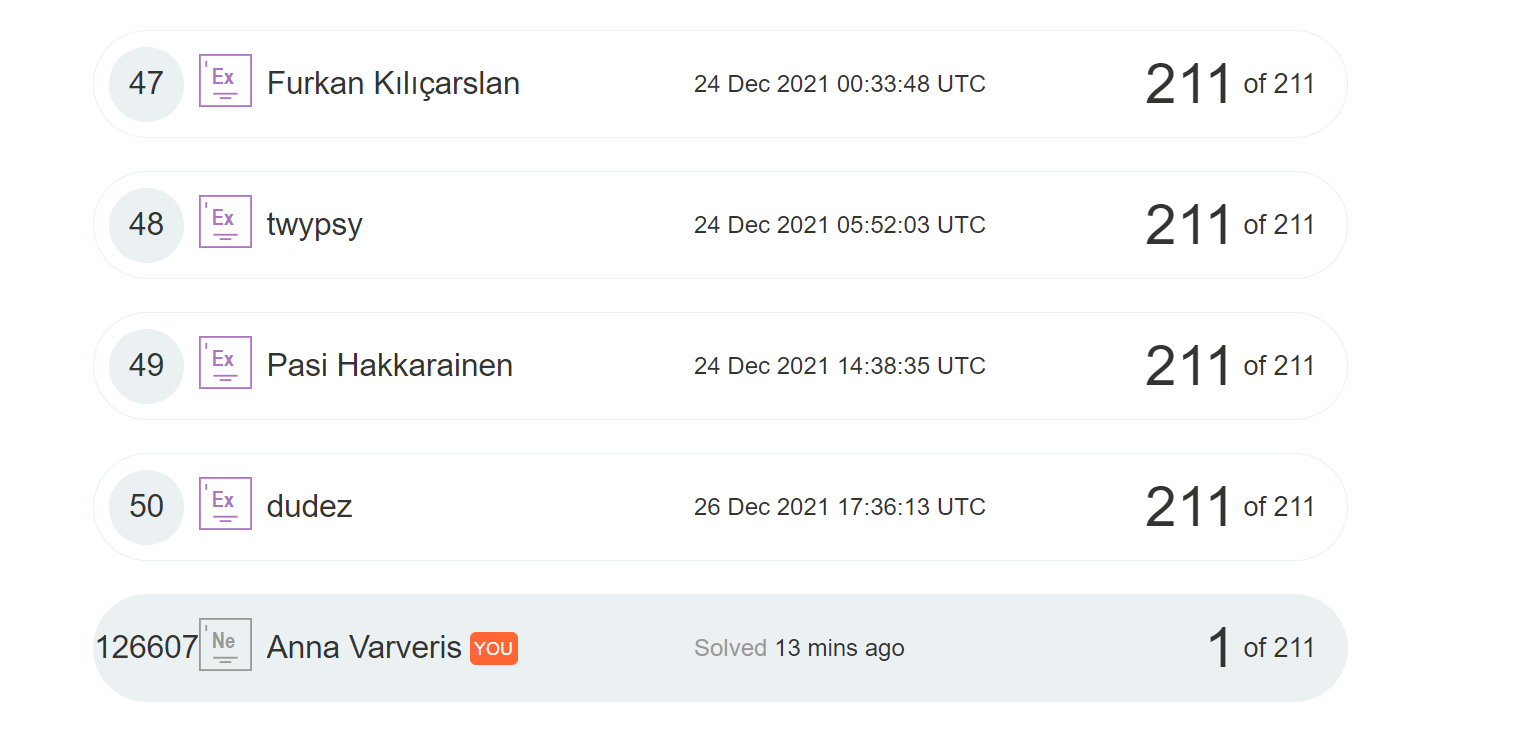 47 Ex Furkan Kılıçarslan 24 Dec 2021 00:33:48 UTC 211 of 211
48 Ex twypsy 24 Dec 2021 05:52:03 UTC 211 of 211
49 Ex Pasi Hakkarainen 24 Dec 2021 14:38:35 UTC 211 of 211
50 Ex dudez 26 Dec 2021 17:36:13 UTC 211 of 211
126607 Ne Anna Varveris YOU Solved 13 mins ago 1 of 211